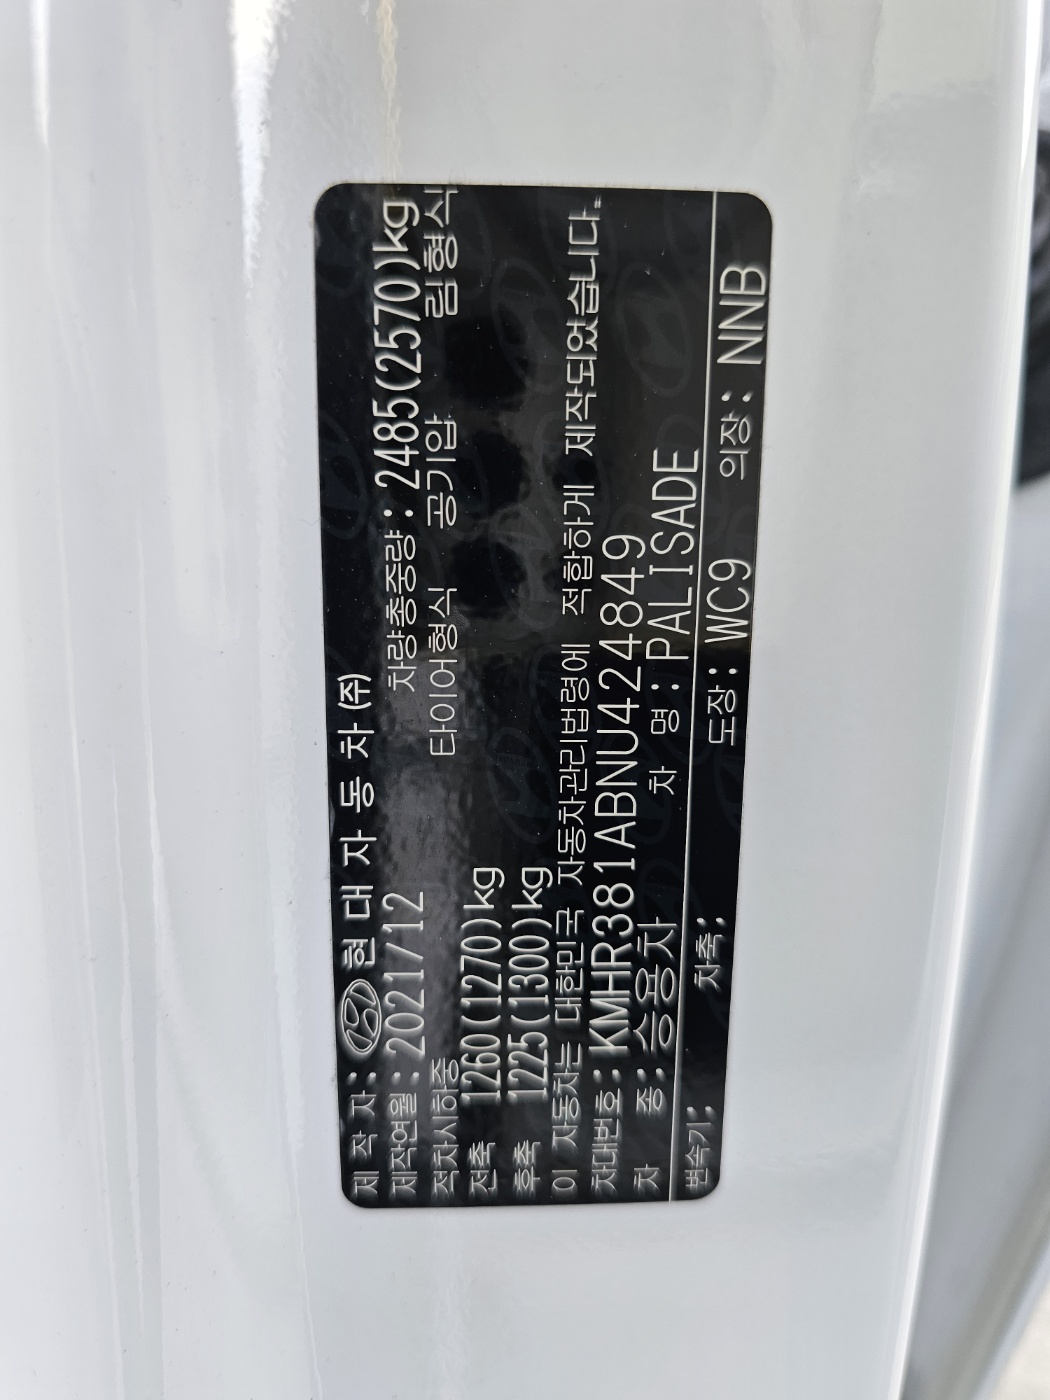 제 작 자: 현 대 자 동 차 (주)
제작연월: 2021/12 차량총중량: 2485(2570)kg
적차시하중 타이어형식 공기압 림형식
전축 1260(1270)kg
후축 1225(1300)kg
이 자동차는 대한민국 자동차관리법령에 적합하게 제작되었습니다.
차대번호: KMHR381ABNU424849
차 종: 승용차 차 명: PALISADE
변속기: 차축: 도장: WC9 의장: NNB